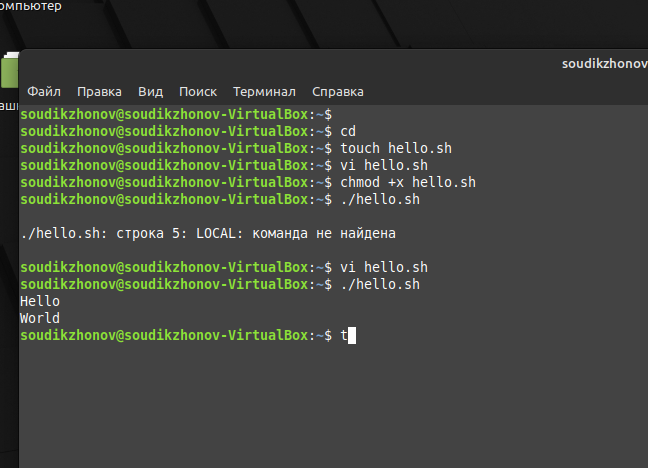 омпьютер
аш
soudikzhonov
Файл Правка Вид Поиск Терминал Справка
soudikzhonov@soudikzhonov-VirtualBox:~$
soudikzhonov@soudikzhonov-VirtualBox:~$ cd
soudikzhonov@soudikzhonov-VirtualBox:~$ touch hello.sh
soudikzhonov@soudikzhonov-VirtualBox:~$ vi hello.sh
soudikzhonov@soudikzhonov-VirtualBox:~$ chmod +x hello.sh
soudikzhonov@soudikzhonov-VirtualBox:~$ ./hello.sh
./hello.sh: строка 5: LOCAL: команда не найдена
soudikzhonov@soudikzhonov-VirtualBox:~$ vi hello.sh
soudikzhonov@soudikzhonov-VirtualBox:~$ ./hello.sh
Hello
World
soudikzhonov@soudikzhonov-VirtualBox:~$ t